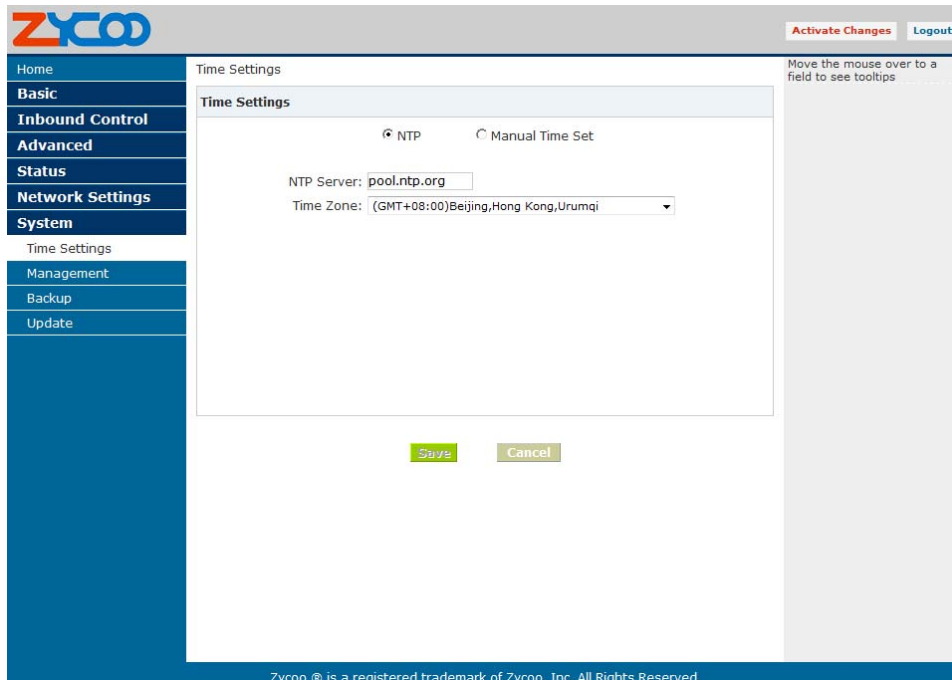 ZYCOO
Activate Changes
Logout
Home
Basic
Inbound Control
Advanced
Status
Network Settings
System
Time Settings
Management
Backup
Update
Time Settings
Time Settings
NTP
Manual Time Set
NTP Server: pool.ntp.org
Time Zone: (GMT+08:00)Beijing,Hong Kong,Urumqi
Save
Cancel
Move the mouse over to a
field to see tooltips
Zycoo ® is a registered trademark of Zycoo, Inc. All Rights Reserved